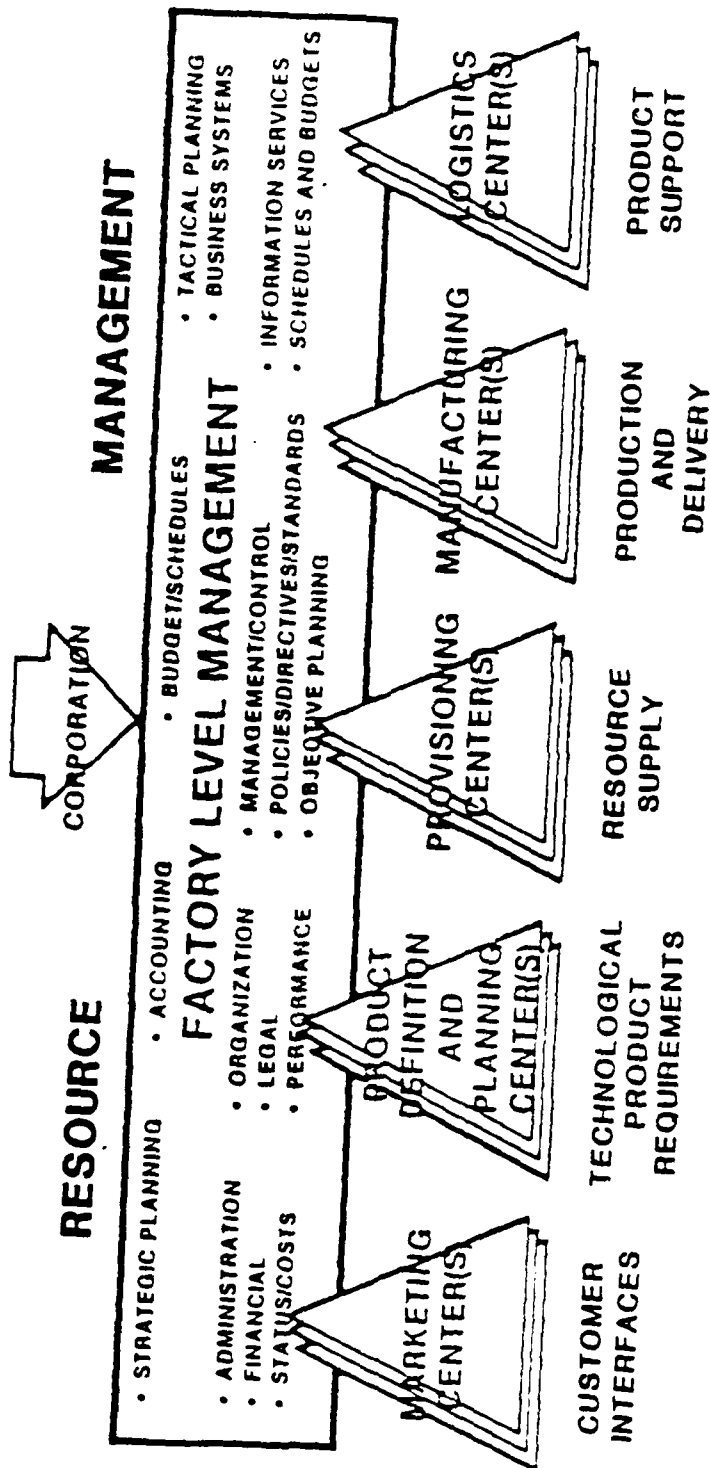 RESOURCE MANAGEMENT
CORPORATION
• STRATEGIC PLANNING
• ACCOUNTING
• BUDGET/SCHEDULES
• TACTICAL PLANNING
• BUSINESS SYSTEMS
FACTORY LEVEL MANAGEMENT
• ADMINISTRATION
• FINANCIAL
• STATUS/COSTS
• ORGANIZATION
• LEGAL
• PERFORMANCE
• MANAGEMENT/CONTROL
• POLICIES/DIRECTIVES/STANDARDS
• OBJECTIVE PLANNING
• INFORMATION SERVICES
• SCHEDULES AND BUDGETS
MARKETING
CENTER(S)
PRODUCT
DEFINITION
AND
PLANNING
CENTER(S)
PROVISIONING
CENTER(S)
MANUFACTURING
CENTER(S)
LOGISTICS
CENTER(S)
CUSTOMER
INTERFACES
TECHNOLOGICAL
PRODUCT
REQUIREMENTS
RESOURCE
SUPPLY
PRODUCTION
AND
DELIVERY
PRODUCT
SUPPORT